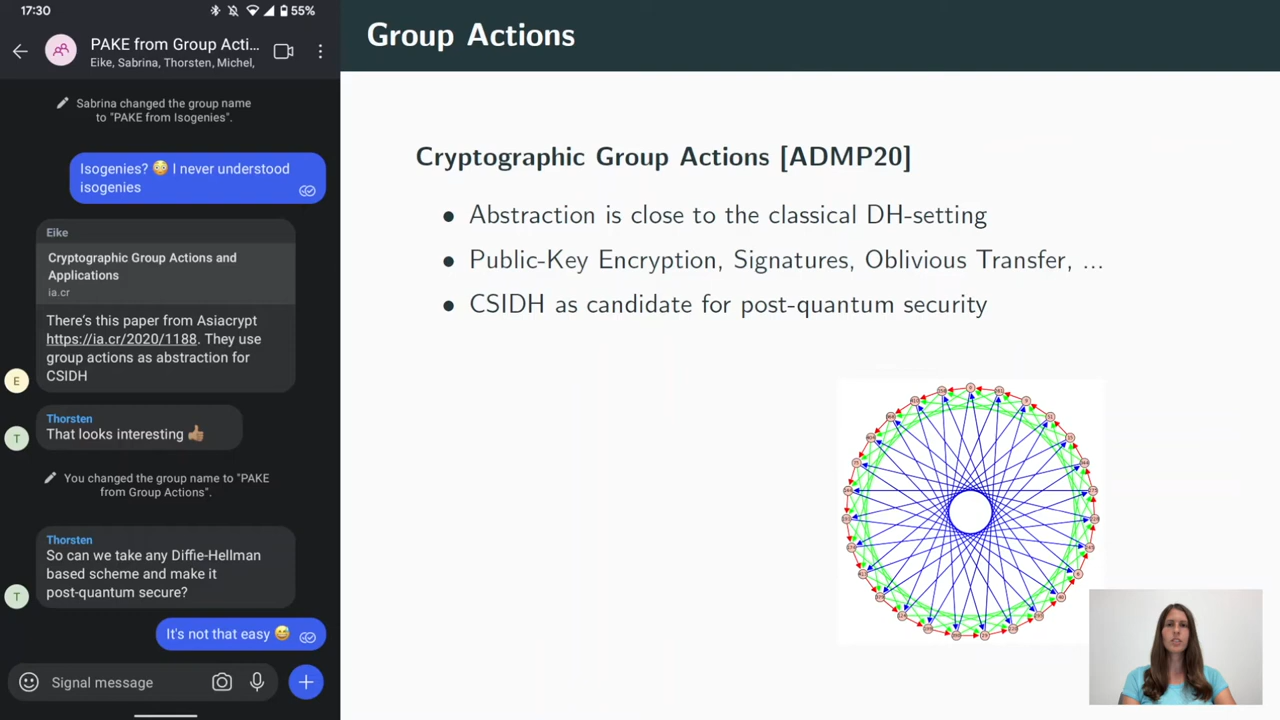 17:30
55%
PAKE from Group Acti...
Eike, Sabrina, Thorsten, Michel,
Sabrina changed the group name
to "PAKE from Isogenies".
Isogenies? 😳 I never understood
isogenies
Eike
Cryptographic Group Actions and
Applications
ia.cr
There's this paper from Asiacrypt
https://ia.cr/2020/1188. They use
group actions as abstraction for
CSIDH
E
Thorsten
That looks interesting 👍🏽
T
You changed the group name to "PAKE
from Group Actions".
Thorsten
So can we take any Diffie-Hellman
based scheme and make it
post-quantum secure?
T
It's not that easy 😅
Signal message
Group Actions
Cryptographic Group Actions [ADMP20]
• Abstraction is close to the classical DH-setting
• Public-Key Encryption, Signatures, Oblivious Transfer, ...
• CSIDH as candidate for post-quantum security